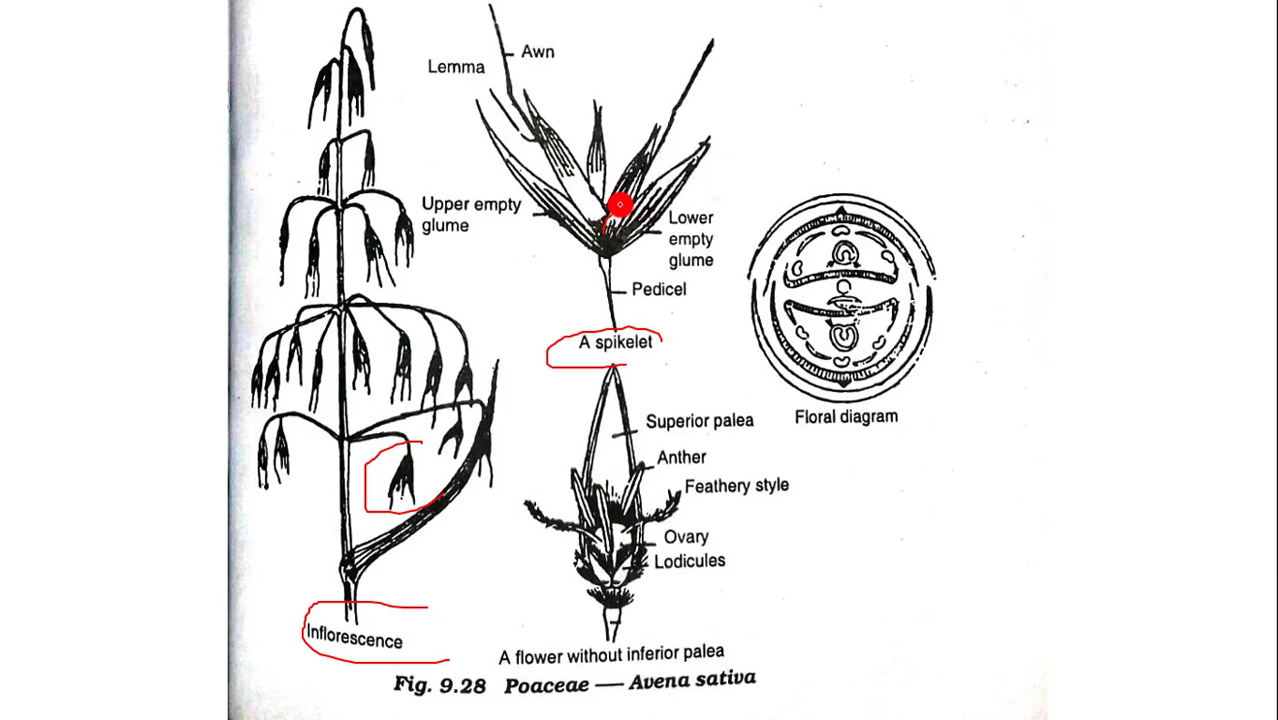 Awn
Lemma
Upper empty
glume
Lower
empty
glume
Pedicel
A spikelet
Floral diagram
Superior palea
Anther
Feathery style
Ovary
Lodicules
Inflorescence
A flower without inferior palea
Fig. 9.28 Poaceae — Avena sativa